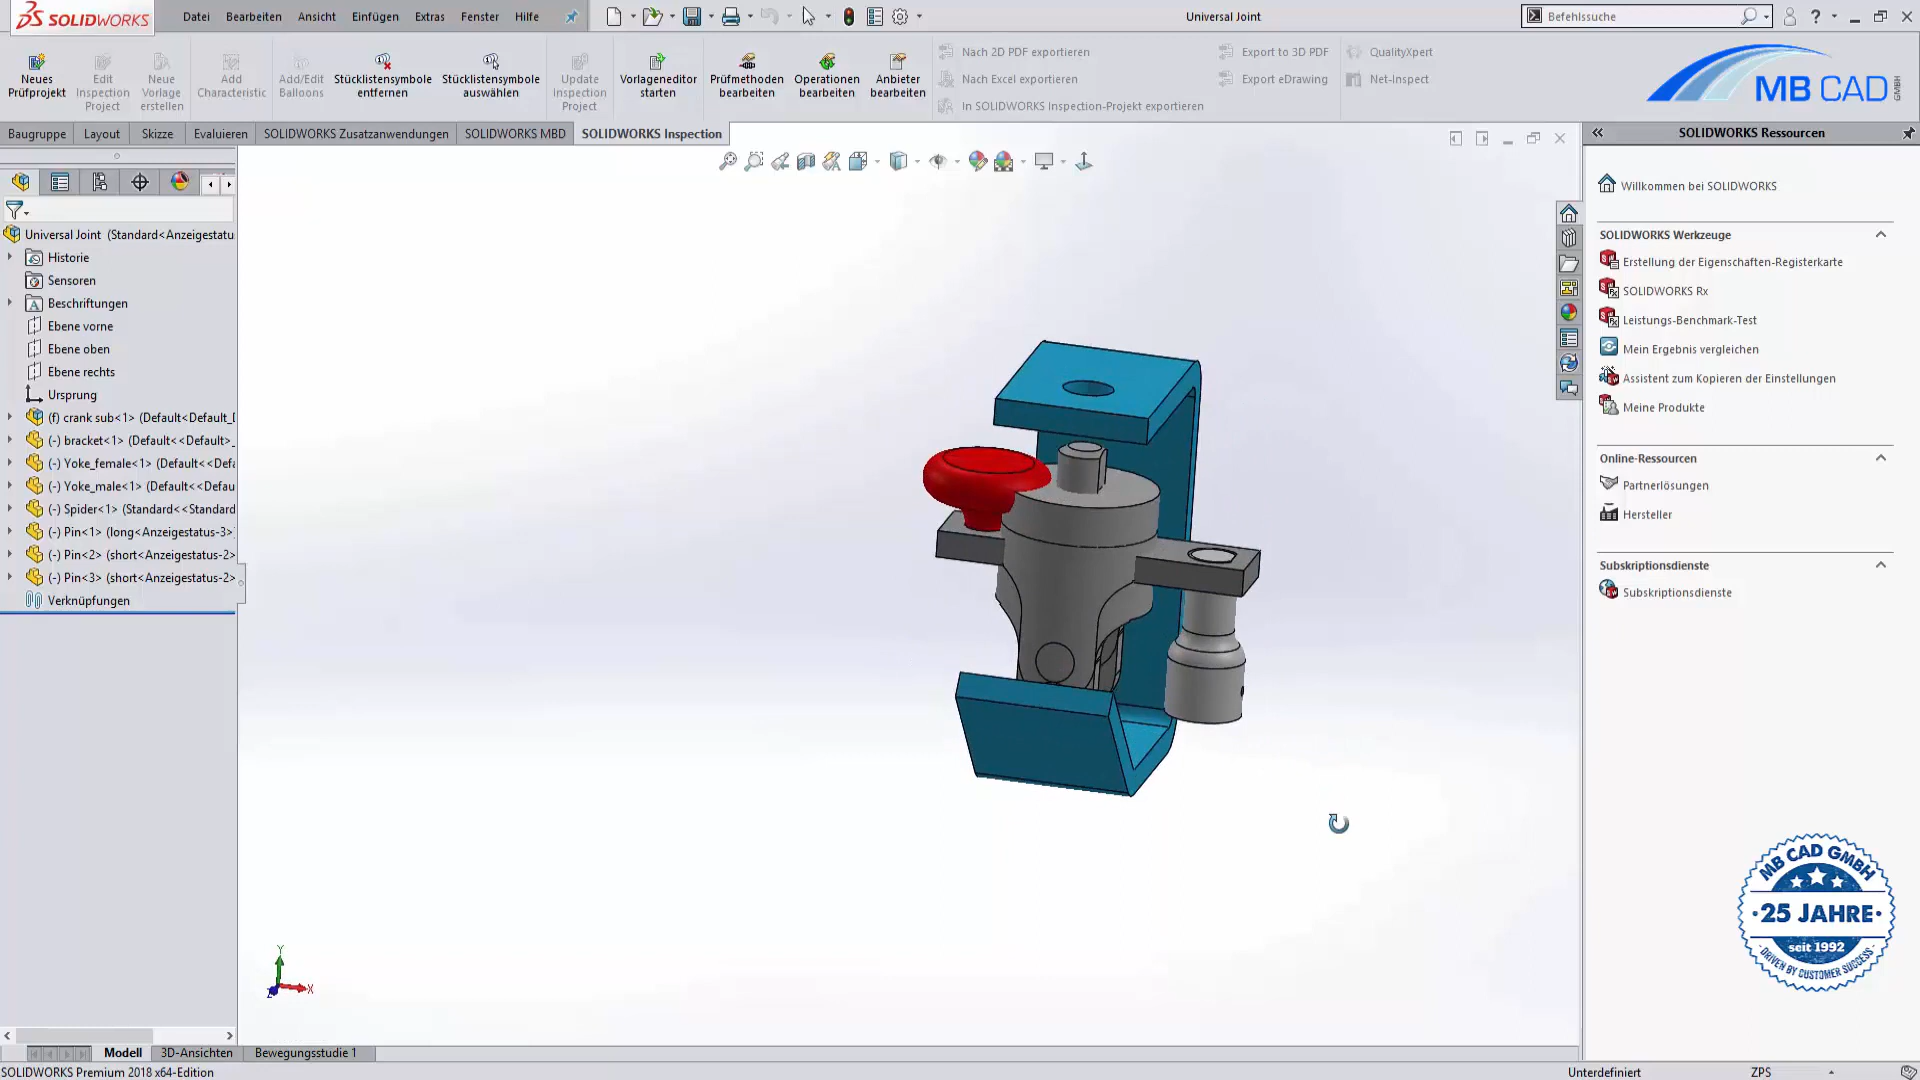 SOLIDWORKS
Datei Bearbeiten Ansicht Einfügen Extras Fenster Hilfe
Universal Joint
Befehlssuche
Neues Prüfprojekt
Edit Inspection Project
Neue Vorlage erstellen
Add Characteristic
Add/Edit Balloons
Stücklistensymbole entfernen
Stücklistensymbole auswählen
Update Inspection Project
Vorlageneditor starten
Prüfmethoden bearbeiten
Operationen bearbeiten
Anbieter bearbeiten
Nach 2D PDF exportieren
Nach Excel exportieren
In SOLIDWORKS Inspection-Projekt exportieren
Export to 3D PDF
Export eDrawing
QualityXpert
Net-Inspect
MB CAD GMBH
Baugruppe Layout Skizze Evaluieren SOLIDWORKS Zusatzanwendungen SOLIDWORKS MBD SOLIDWORKS Inspection
Universal Joint (Standard<Anzeigestatu
Historie
Sensoren
Beschriftungen
Ebene vorne
Ebene oben
Ebene rechts
Ursprung
(f) crank sub<1> (Default<Default_
(-) bracket<1> (Default<<Default>_
(-) Yoke_female<1> (Default<<Defa
(-) Yoke_male<1> (Default<<Defau
(-) Spider<1> (Standard<<Standard
(-) Pin<1> (long<Anzeigestatus-3>
(-) Pin<2> (short<Anzeigestatus-2>
(-) Pin<3> (short<Anzeigestatus-2>
Verknüpfungen
SOLIDWORKS Ressourcen
Willkommen bei SOLIDWORKS
SOLIDWORKS Werkzeuge
Erstellung der Eigenschaften-Registerkarte
SOLIDWORKS Rx
Leistungs-Benchmark-Test
Mein Ergebnis vergleichen
Assistent zum Kopieren der Einstellungen
Meine Produkte
Online-Ressourcen
Partnerlösungen
Hersteller
Subskriptionsdienste
Subskriptionsdienste
MB CAD GMBH
·25 JAHRE·
seit 1992
·DRIVEN BY CUSTOMER SUCCESS·
Y
X
Z
Modell 3D-Ansichten Bewegungsstudie 1
SOLIDWORKS Premium 2018 x64-Edition
Unterdefiniert
ZPS